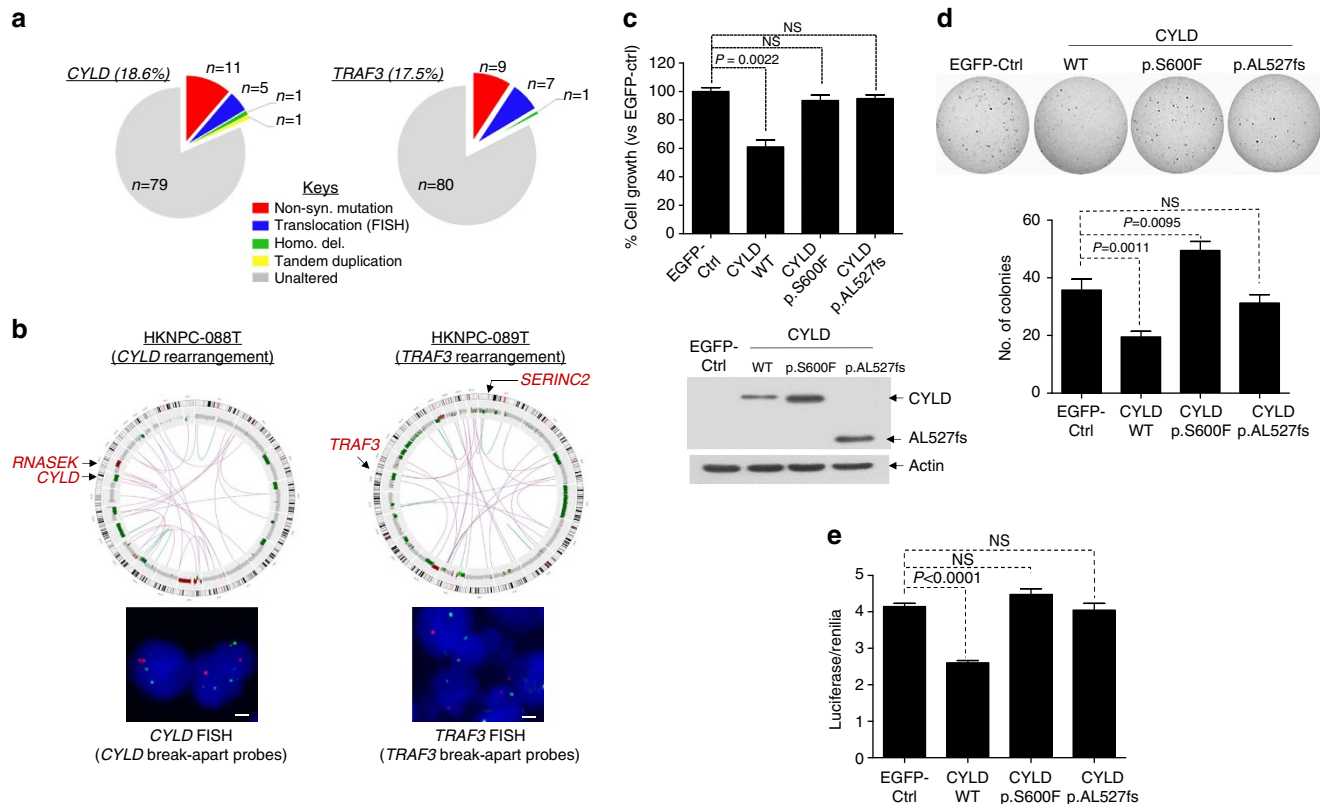 a
CYLD (18.6%)
n=11
n=5
n=1
n=1
n=79
TRAF3 (17.5%)
n=9
n=7
n=1
n=80
Keys
Non-syn. mutation
Translocation (FISH)
Homo. del.
Tandem duplication
Unaltered
b
HKNPC-088T
(CYLD rearrangement)
RNASEK
CYLD
CYLD FISH
(CYLD break-apart probes)
HKNPC-089T
(TRAF3 rearrangement)
SERINC2
TRAF3
TRAF3 FISH
(TRAF3 break-apart probes)
c
NS
NS
P = 0.0022
% Cell growth (vs EGFP-ctrl)
120
100
80
60
40
20
0
EGFP-
Ctrl
CYLD
WT
CYLD
p.S600F
CYLD
p.AL527fs
CYLD
EGFP-
Ctrl
WT
p.S600F
p.AL527fs
CYLD
AL527fs
Actin
d
CYLD
EGFP-Ctrl
WT
p.S600F
p.AL527fs
NS
P=0.0095
P=0.0011
No. of colonies
60
40
20
0
EGFP-
Ctrl
CYLD
WT
CYLD
p.S600F
CYLD
p.AL527fs
e
NS
NS
P<0.0001
Luciferase/renilia
5
4
3
2
1
0
EGFP-
Ctrl
CYLD
WT
CYLD
p.S600F
CYLD
p.AL527fs